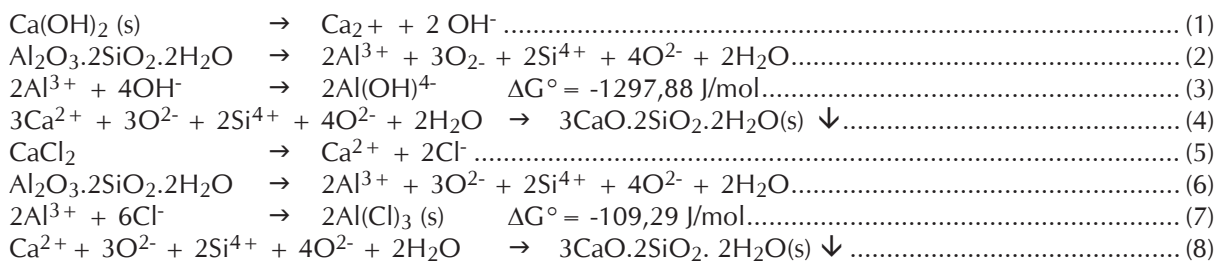 Ca(OH)₂ (s) → Ca₂+ + 2 OH⁻ ........................................ (1)
Al₂O₃.2SiO₂.2H₂O → 2Al³⁺ + 3O₂₋ + 2Si⁴⁺ + 4O²⁻ + 2H₂O........................................ (2)
2Al³⁺ + 4OH⁻ → 2Al(OH)⁴⁻ ΔG° = -1297,88 J/mol........................................ (3)
3Ca²⁺ + 3O²⁻ + 2Si⁴⁺ + 4O²⁻ + 2H₂O → 3CaO.2SiO₂.2H₂O(s) ↓........................................ (4)
CaCl₂ → Ca²⁺ + 2Cl⁻ ........................................ (5)
Al₂O₃.2SiO₂.2H₂O → 2Al³⁺ + 3O²⁻ + 2Si⁴⁺ + 4O²⁻ + 2H₂O........................................ (6)
2Al³⁺ + 6Cl⁻ → 2Al(Cl)₃ (s) ΔG° = -109,29 J/mol........................................ (7)
Ca²⁺ + 3O²⁻ + 2Si⁴⁺ + 4O²⁻ + 2H₂O → 3CaO.2SiO₂. 2H₂O(s) ↓ ........................................ (8)